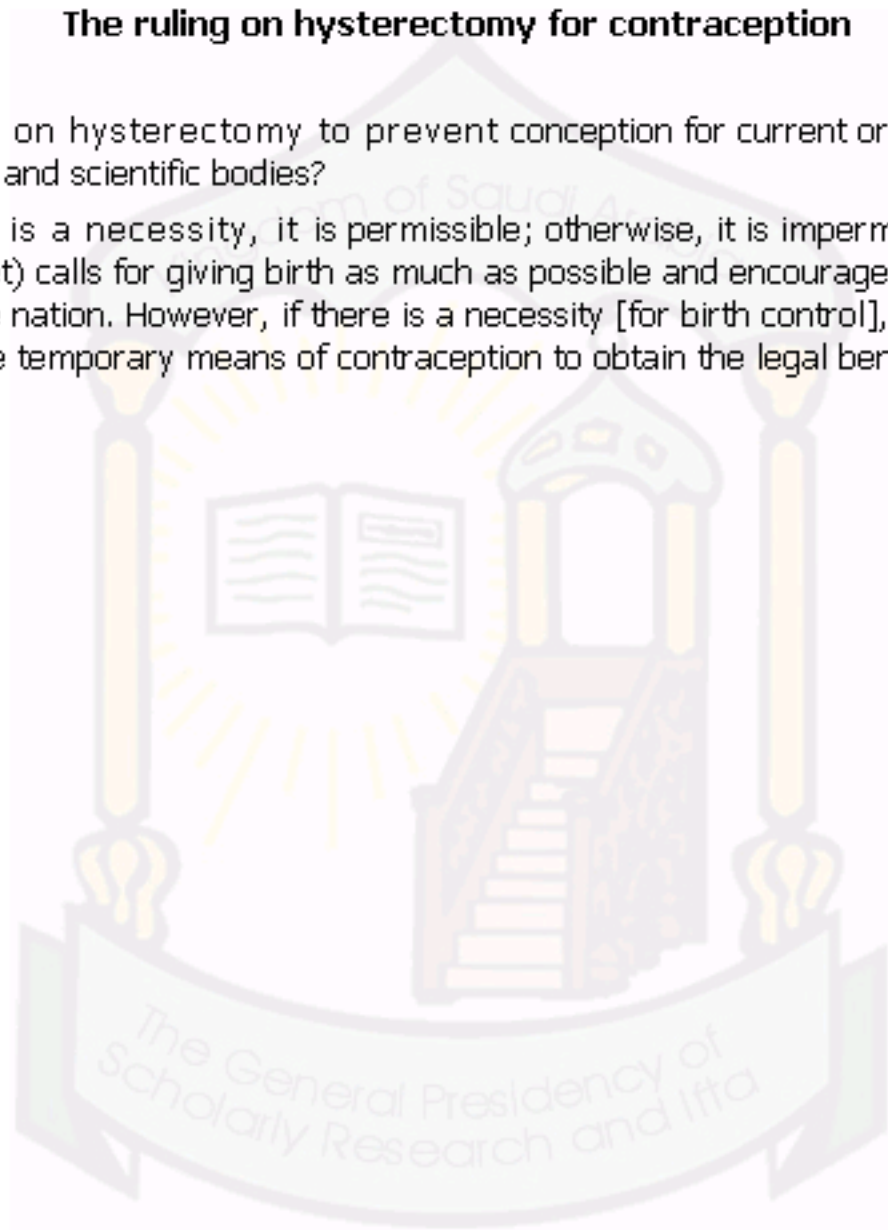 The ruling on hysterectomy for contraception
on hysterectomy to prevent conception for current or
and scientific bodies?
is a necessity, it is permissible; otherwise, it is imperm
t) calls for giving birth as much as possible and encourage
nation. However, if there is a necessity [for birth control],
e temporary means of contraception to obtain the legal ber
Kingdom of Saudi Arabia
The General Presidency of
Scholarly Research and Ifta